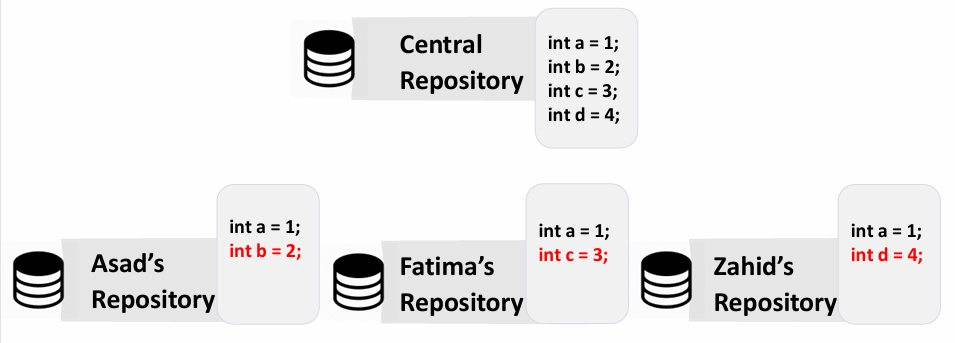 Central
Repository
int a = 1;
int b = 2;
int c = 3;
int d = 4;
Asad’s
Repository
int a = 1;
int b = 2;
Fatima’s
Repository
int a = 1;
int c = 3;
Zahid’s
Repository
int a = 1;
int d = 4;